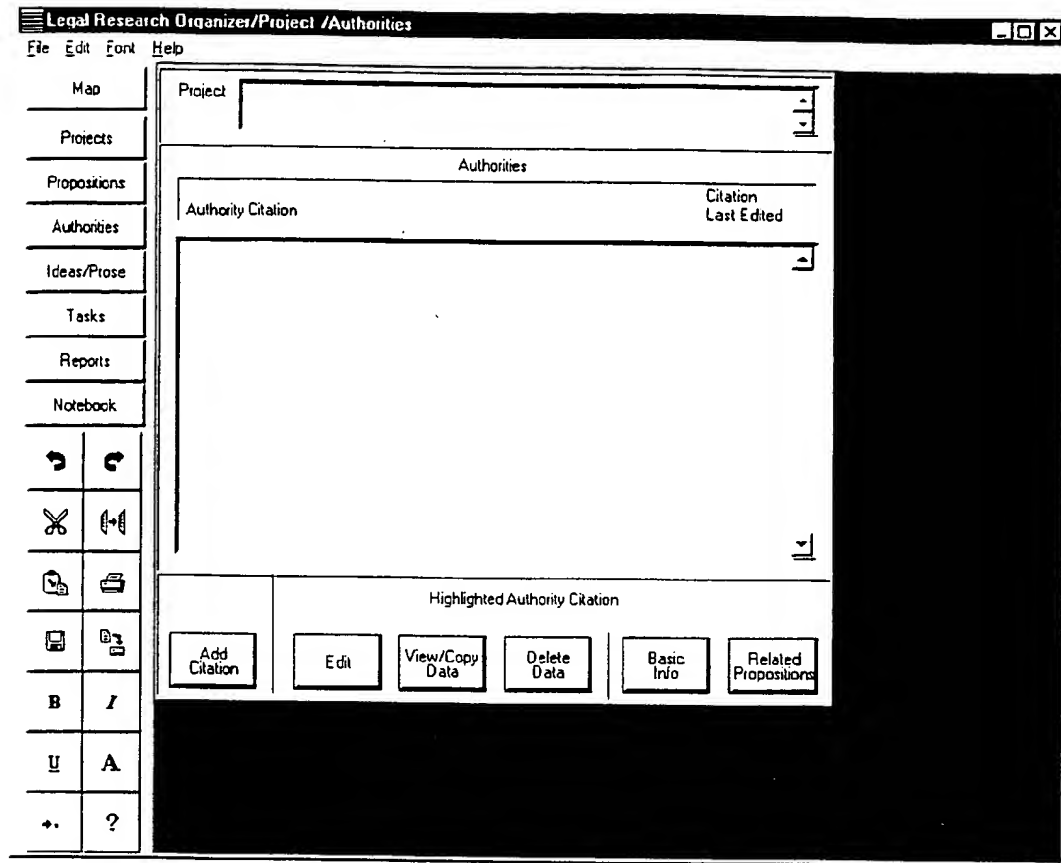 Legal Research Organizer/Project /Authorities
File Edit Font Help
Map
Projects
Propositions
Authorities
Ideas/Prose
Tasks
Reports
Notebook
B I
U A
?
Project
Authorities
Authority Citation
Citation
Last Edited
Highlighted Authority Citation
Add
Citation
Edit
View/Copy
Data
Delete
Data
Basic
Info
Related
Propositions